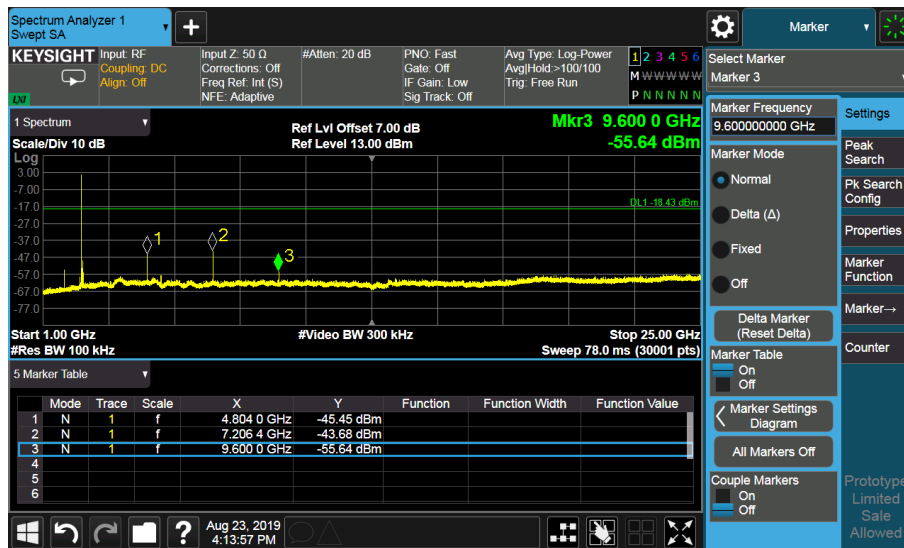 Spectrum Analyzer 1
Swept SA
Marker
KEYSIGHT
LXI
Input: RF
Coupling: DC
Align: Off
Input Z: 50 Ω
Corrections: Off
Freq Ref: Int (S)
NFE: Adaptive
#Atten: 20 dB
PNO: Fast
Gate: Off
IF Gain: Low
Sig Track: Off
Avg Type: Log-Power
Avg|Hold:>100/100
Trig: Free Run
1 2 3 4 5 6
M W W W W W
P N N N N N
Select Marker
Marker 3
1 Spectrum
Scale/Div 10 dB
Ref Lvl Offset 7.00 dB
Ref Level 13.00 dBm
Mkr3 9.600 0 GHz
-55.64 dBm
Log
3.00
-7.00
-17.0
-27.0
-37.0
-47.0
-57.0
-67.0
-77.0
DL1 -18.43 dBm
1
2
3
Start 1.00 GHz
#Res BW 100 kHz
#Video BW 300 kHz
Stop 25.00 GHz
Sweep 78.0 ms (30001 pts)
5 Marker Table
Mode Trace Scale X Y Function Function Width Function Value
1 N 1 f 4.804 0 GHz -45.45 dBm
2 N 1 f 7.206 4 GHz -43.68 dBm
3 N 1 f 9.600 0 GHz -55.64 dBm
4
5
6
Aug 23, 2019
4:13:57 PM
?
Marker Frequency
9.600000000 GHz
Marker Mode
Normal
Delta (Δ)
Fixed
Off
Delta Marker
(Reset Delta)
Marker Table
On
Off
Marker Settings
Diagram
All Markers Off
Couple Markers
On
Off
Settings
Peak
Search
Pk Search
Config
Properties
Marker
Function
Marker→
Counter
Prototype
Limited
Sale
Allowed